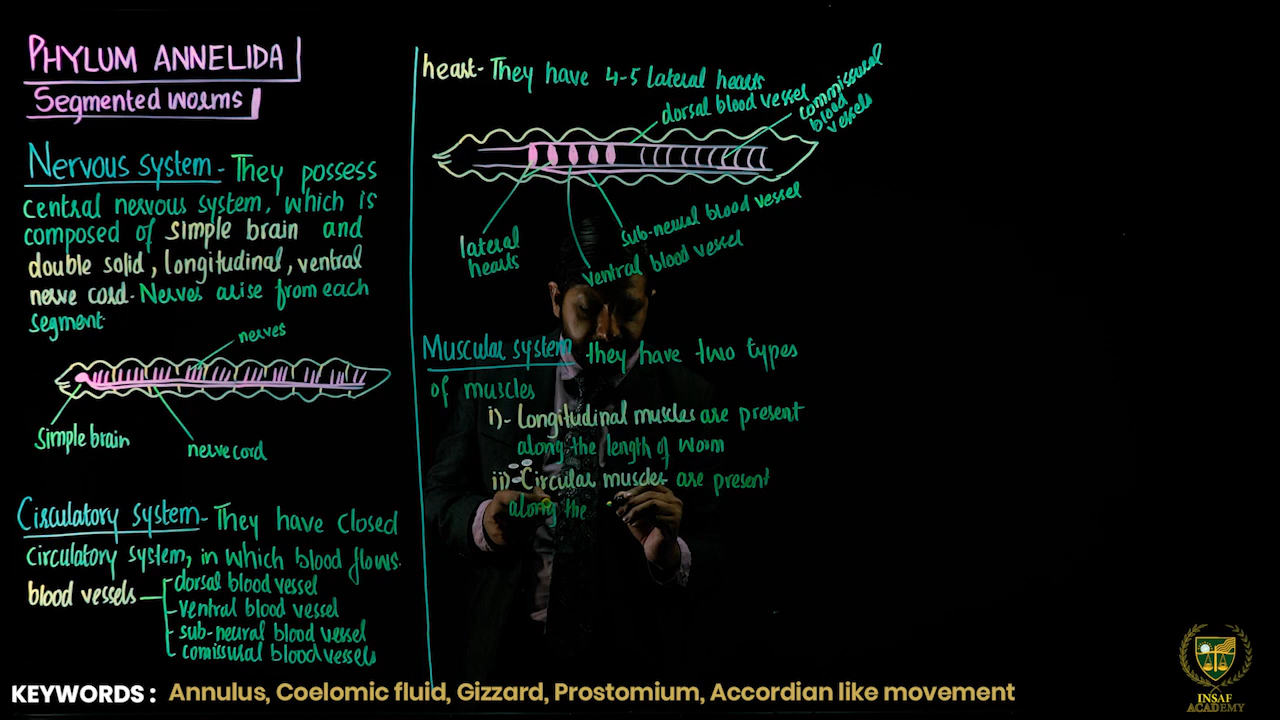 PHYLUM ANNELIDA
Segmented worms
Nervous system - They possess
central nervous system, which is
composed of simple brain and
double solid, longitudinal, ventral
nerve cord. Nerves arise from each
segment
nerves
Simple brain
nerve cord
Circulatory system - They have closed
circulatory system, in which blood flows.
blood vessels
dorsal blood vessel
ventral blood vessel
sub-neural blood vessel
comissulal blood vessels
heart - They have 4-5 lateral hearts
dorsal blood vessel
commissural
blood
vessels
lateral
hearts
sub-neural blood vessel
ventral blood vessel
Muscular system they have two types
of muscles
i)- Longitudinal muscles are present
along the length of worm
ii)- Circular muscles are present
along the
KEYWORDS : Annulus, Coelomic fluid, Gizzard, Prostomium, Accordian like movement
INSAF
ACADEMY